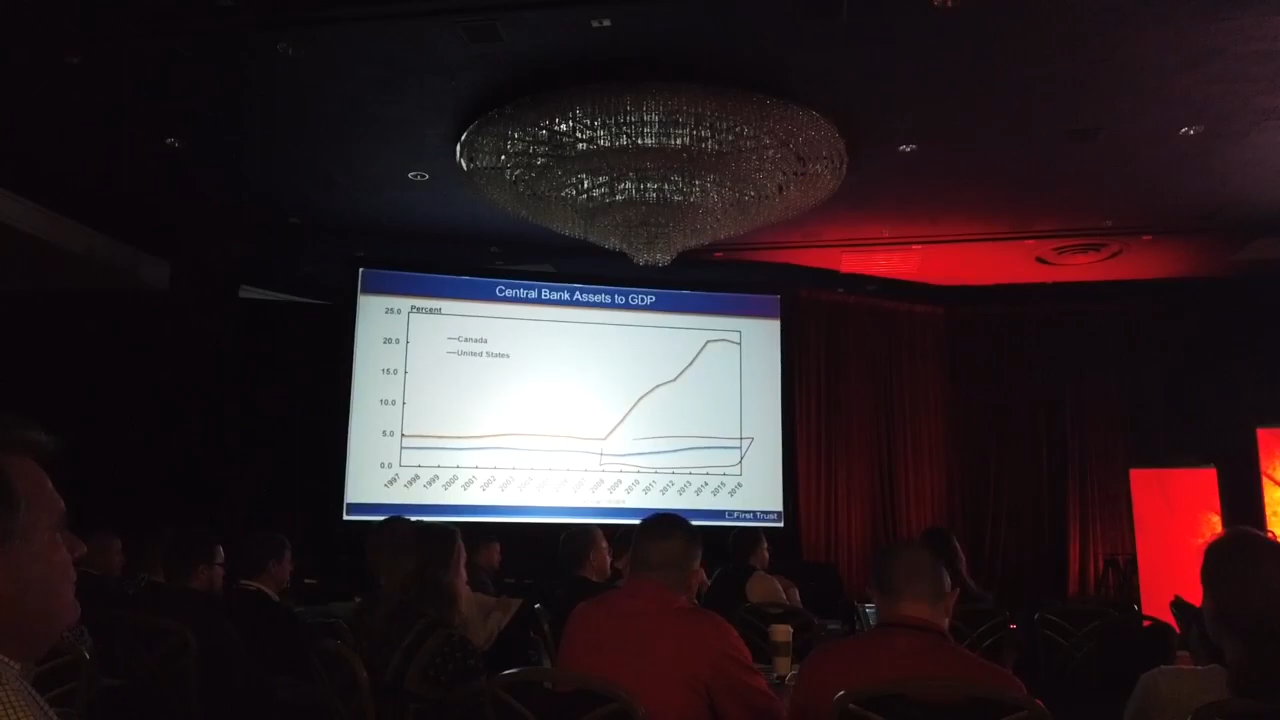 Central Bank Assets to GDP
Percent
25.0
20.0
15.0
10.0
5.0
0.0
Canada
United States
1997 1998 1999 2000 2001 2002 2003 2008 2009 2010 2011 2012 2013 2014 2015 2016
First Trust